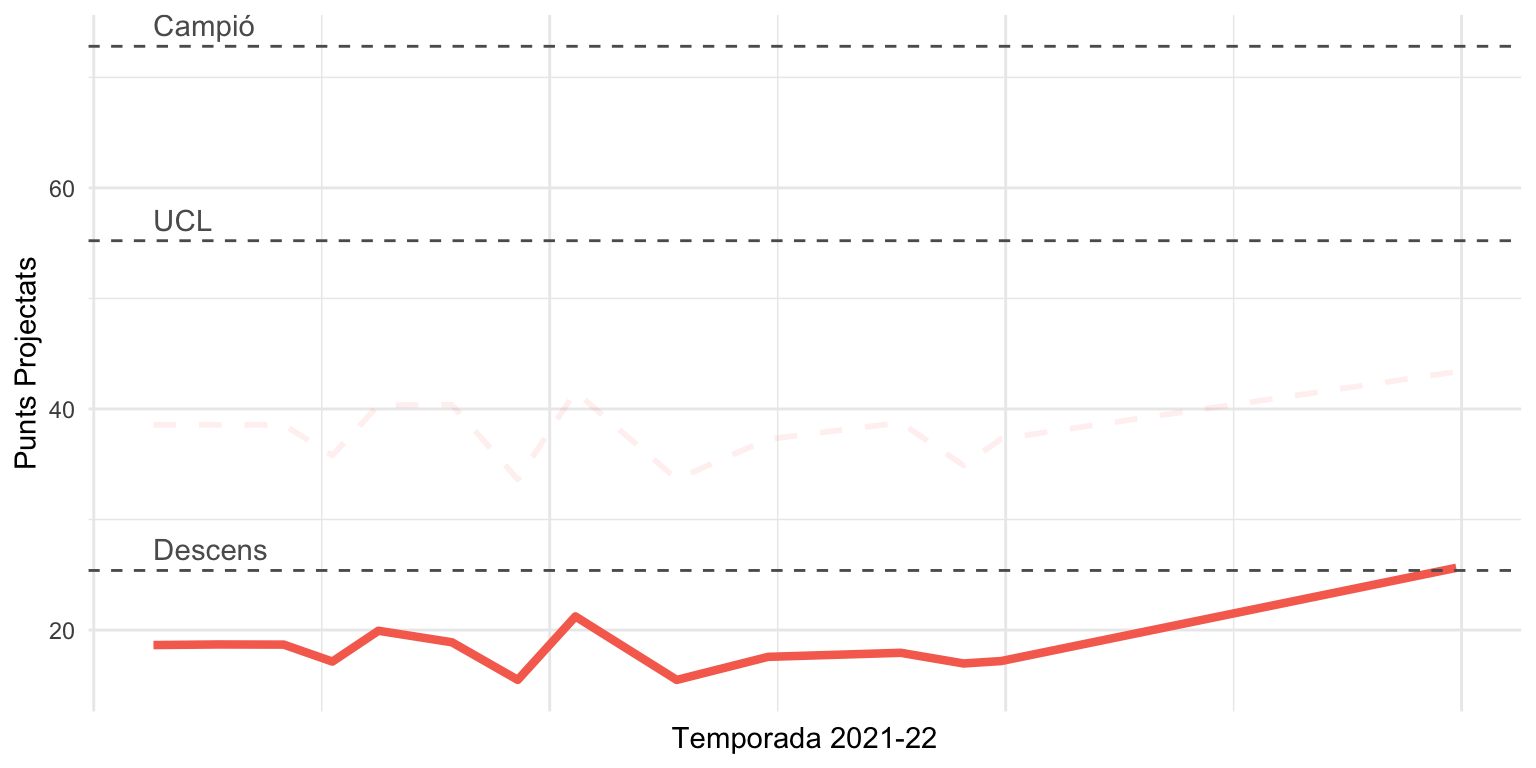 Campió
60
UCL
Punts Projectats
40
Descens
20
Temporada 2021-22